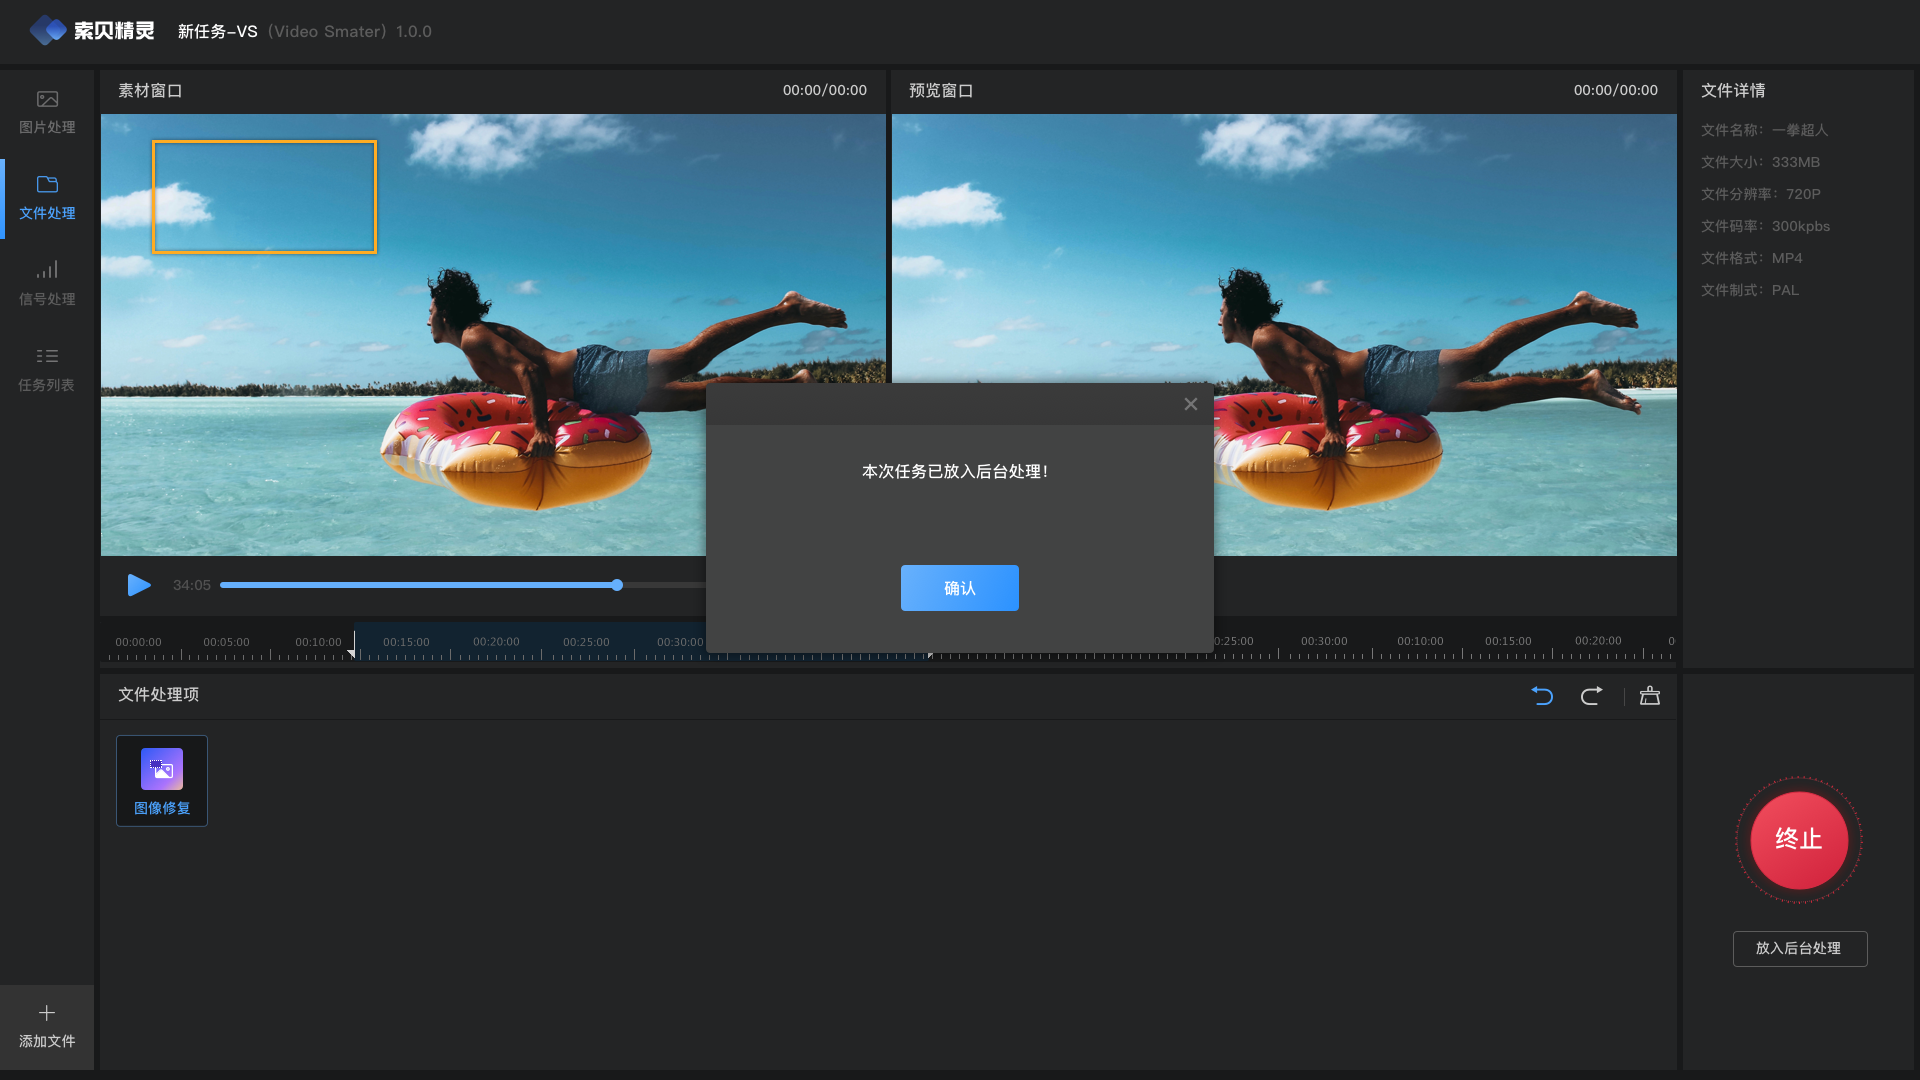 索贝精灵 新任务–VS（Video Smater）1.0.0
图片处理
文件处理
信号处理
任务列表
添加文件
素材窗口 00:00/00:00
预览窗口 00:00/00:00
文件详情
文件名称：一拳超人
文件大小：333MB
文件分辨率：720P
文件码率：300kpbs
文件格式：MP4
文件制式：PAL
本次任务已放入后台处理！
确认
34:05
00:00:00 00:05:00 00:10:00 00:15:00 00:20:00 00:25:00 00:30:00 0:25:00 00:30:00 00:10:00 00:15:00 00:20:00 0
文件处理项
图像修复
终止
放入后台处理